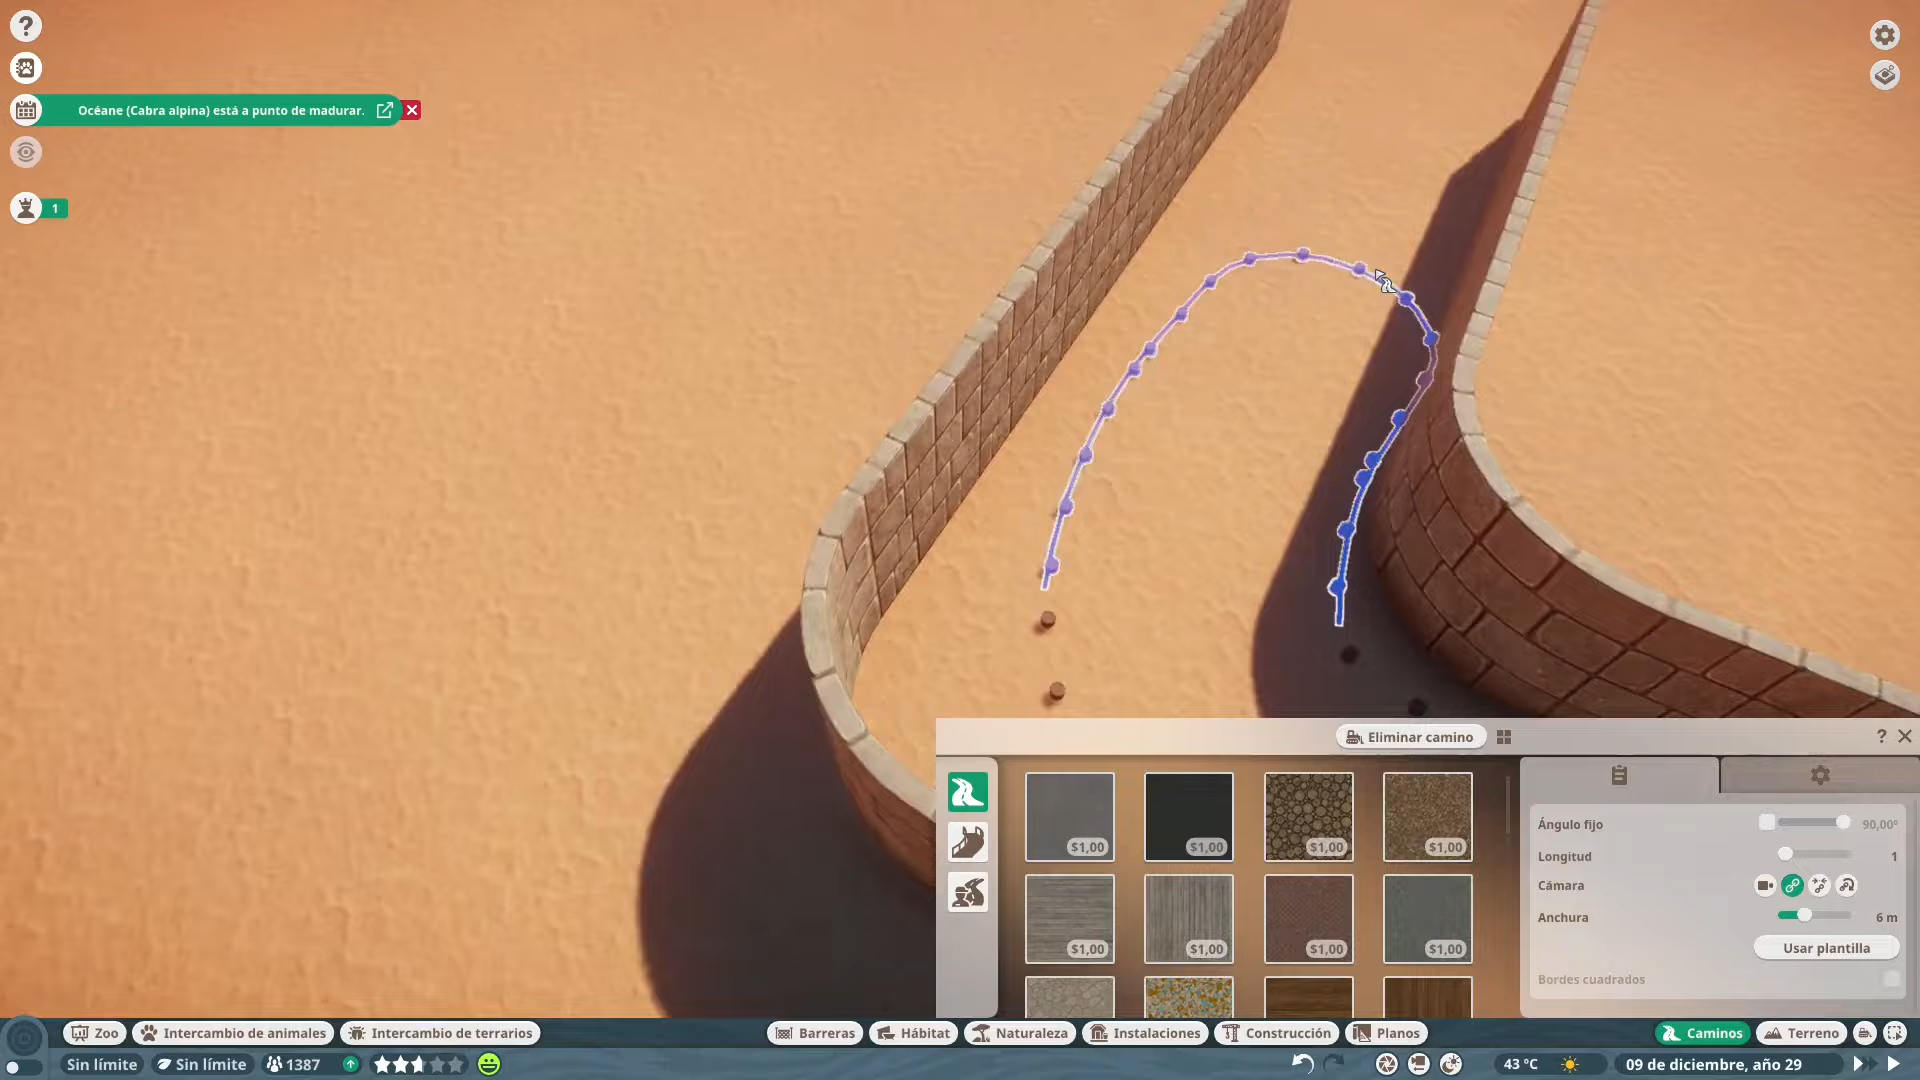 ?
Océane (Cabra alpina) está a punto de madurar.
1
Eliminar camino
?
$1,00
$1,00
$1,00
$1,00
$1,00
$1,00
$1,00
$1,00
Ángulo fijo
90,00°
Longitud
1
Cámara
Anchura
6 m
Usar plantilla
Bordes cuadrados
Zoo
Intercambio de animales
Intercambio de terrarios
Barreras
Hábitat
Naturaleza
Instalaciones
Construcción
Planos
Caminos
Terreno
Sin límite
Sin límite
1387
43 °C
09 de diciembre, año 29